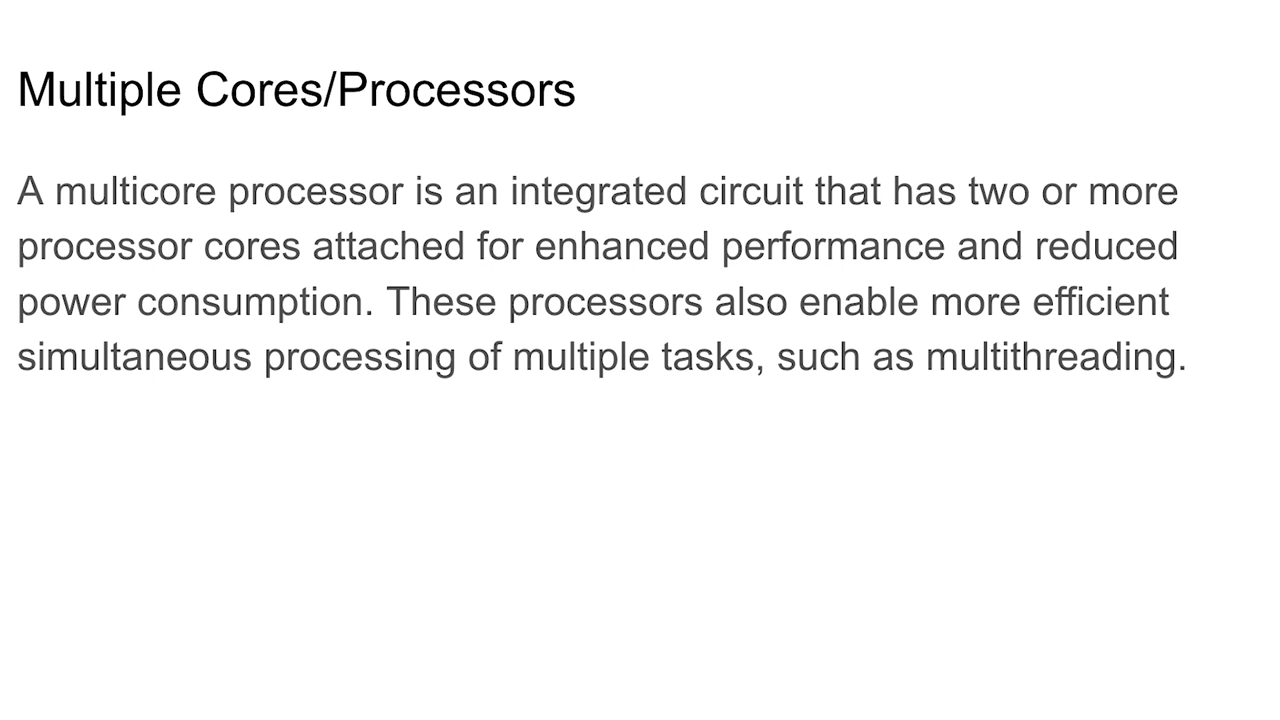 Multiple Cores/Processors
A multicore processor is an integrated circuit that has two or more
processor cores attached for enhanced performance and reduced
power consumption. These processors also enable more efficient
simultaneous processing of multiple tasks, such as multithreading.